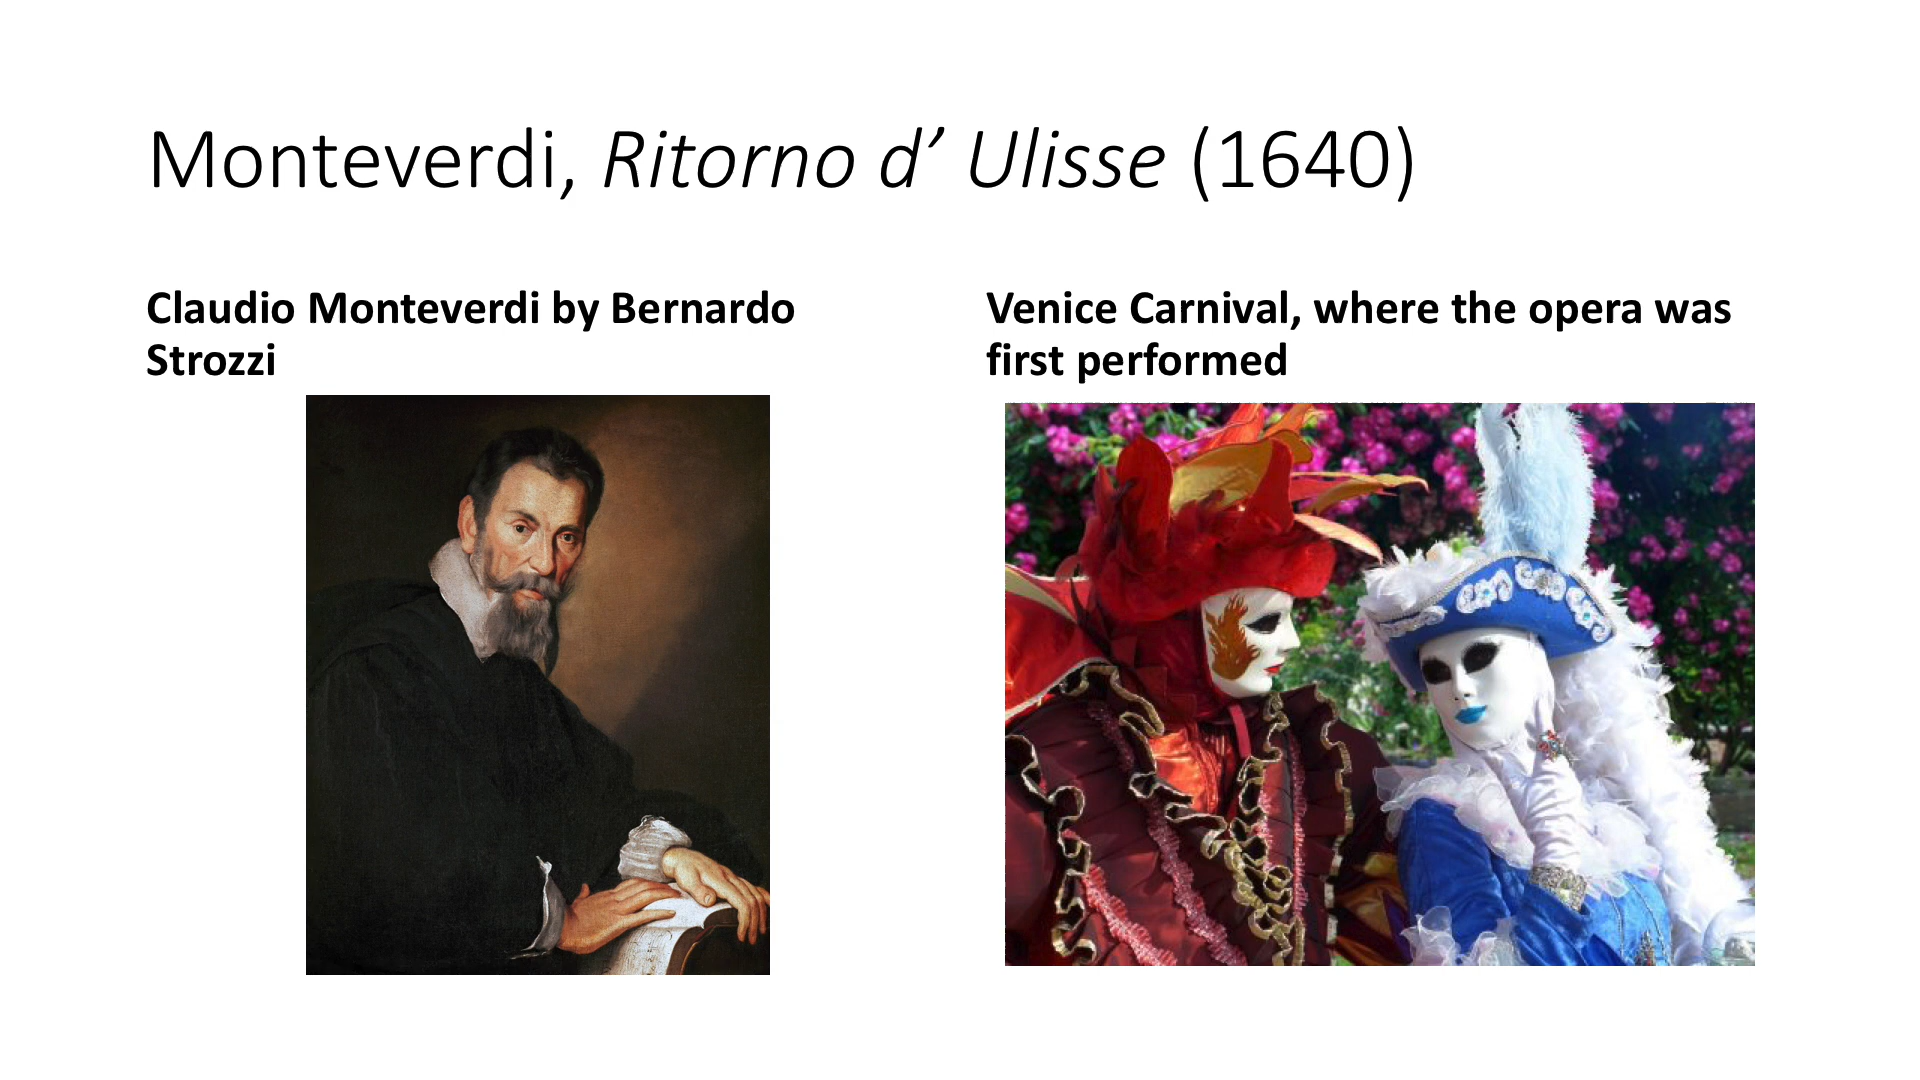 Monteverdi, Ritorno d’ Ulisse (1640)
Claudio Monteverdi by Bernardo
Strozzi
Venice Carnival, where the opera was
first performed